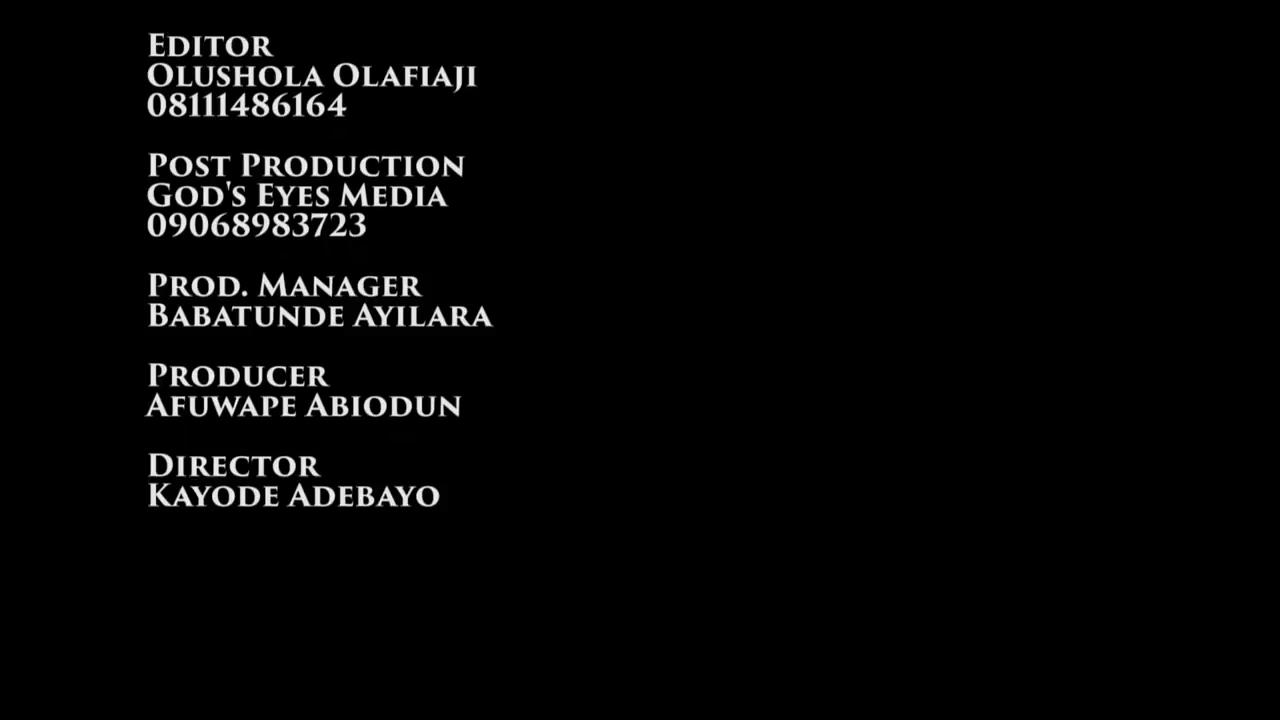 Editor
Olushola Olafiaji
08111486164
Post Production
God's Eyes Media
09068983723
Prod. Manager
Babatunde Ayilara
Producer
Afuwape Abiodun
Director
Kayode Adebayo